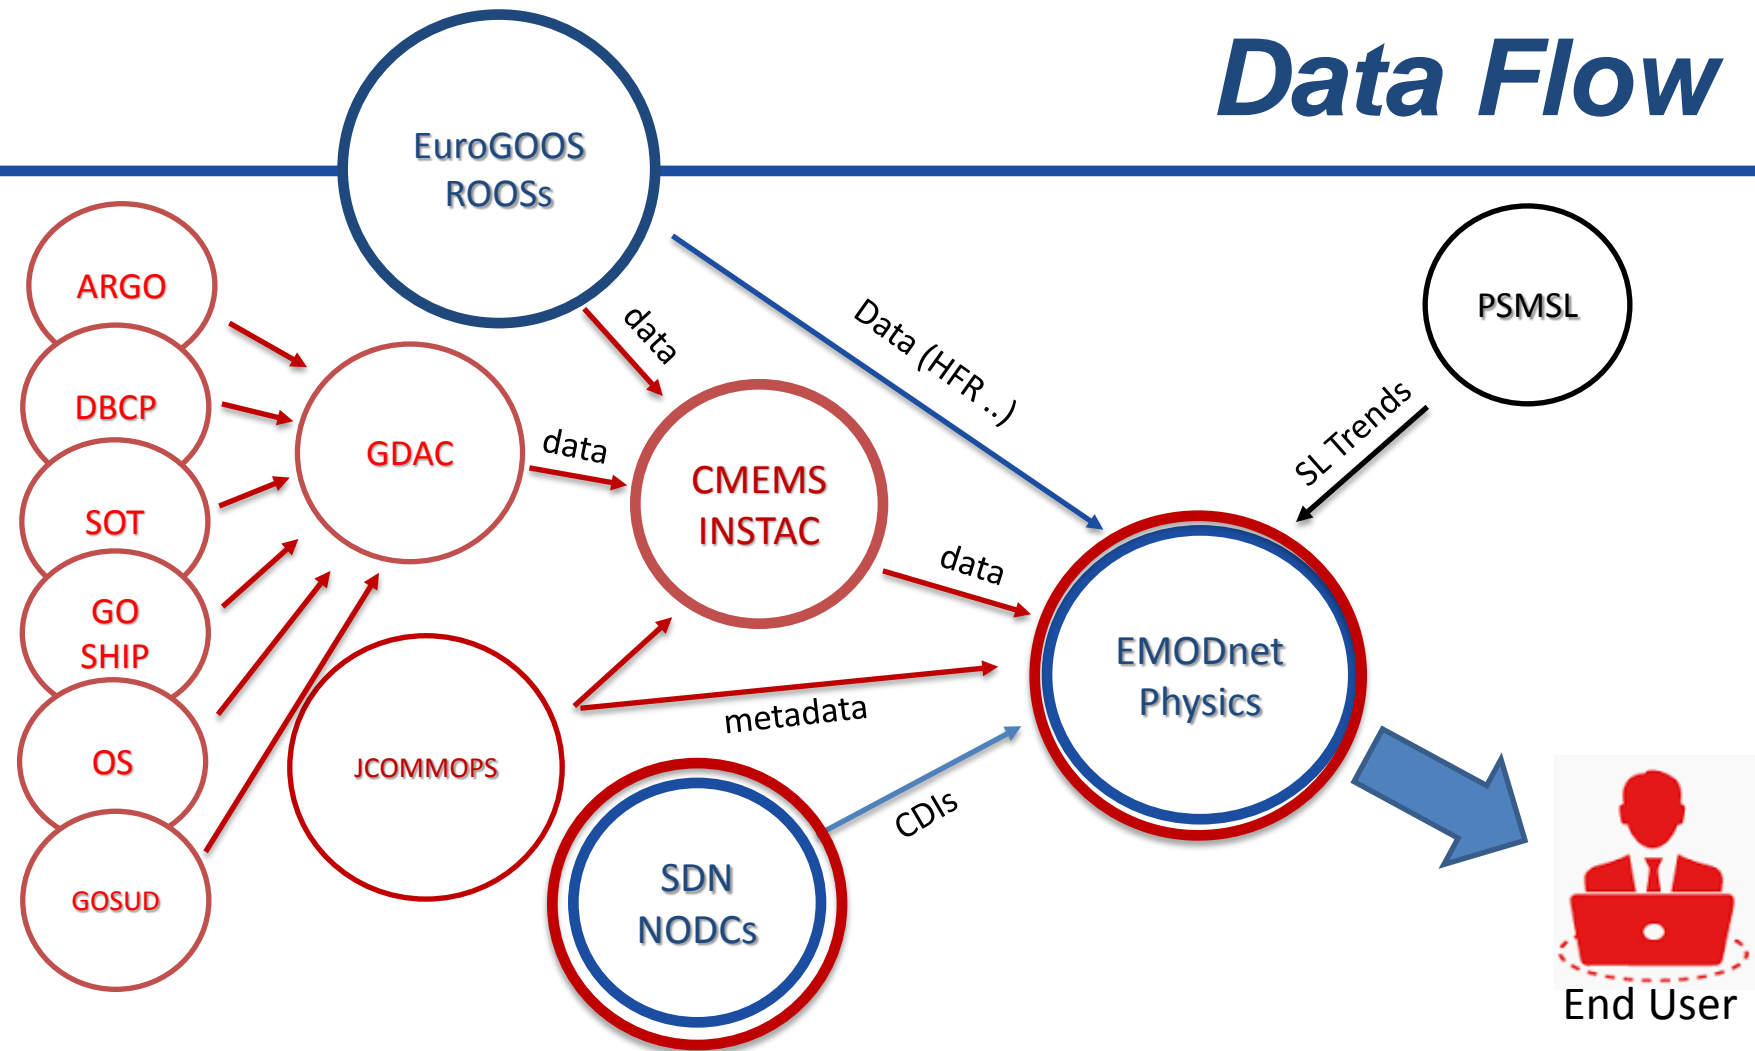 Data Flow
EuroGOOS
ROOSs
ARGO
DBCP
SOT
GO
SHIP
OS
GOSUD
GDAC
JCOMMOPS
data
data
CMEMS
INSTAC
Data (HFR ..)
data
metadata
SDN
NODCs
CDIs
PSMSL
SL Trends
EMODnet
Physics
End User